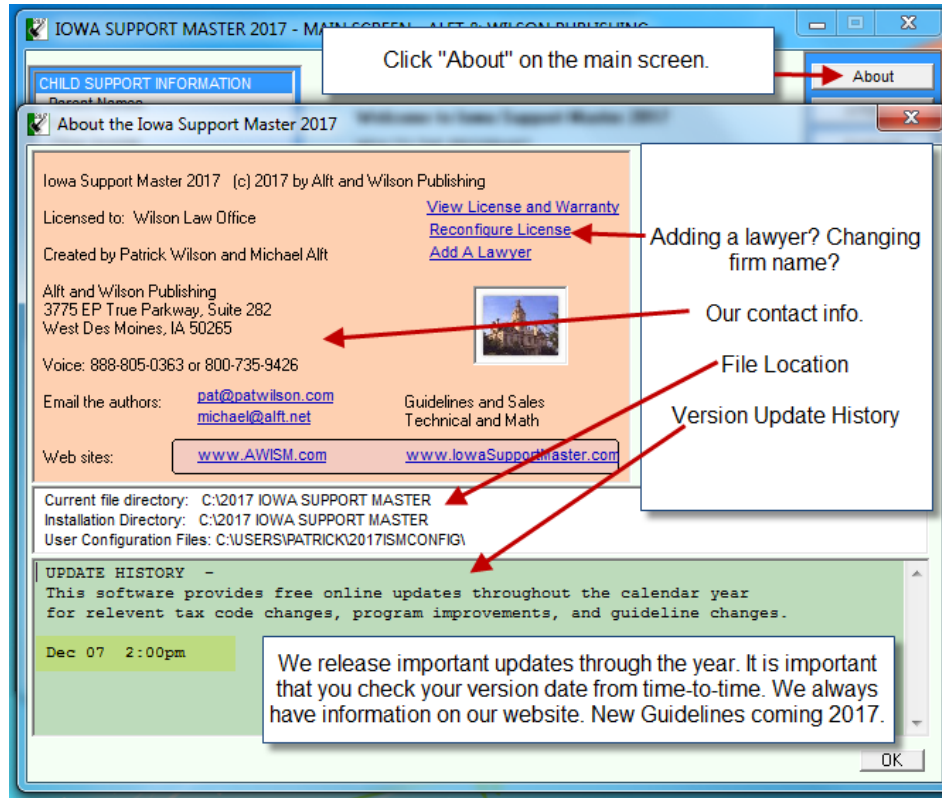 IOWA SUPPORT MASTER 2017 - MAIN SCREEN - ALFT & WILSON PUBLISHING
Click "About" on the main screen.
About
CHILD SUPPORT INFORMATION
Parent Names
About the Iowa Support Master 2017
Welcome to Iowa Support Master 2017
Iowa Support Master 2017 (c) 2017 by Alft and Wilson Publishing
View License and Warranty
Licensed to: Wilson Law Office
Reconfigure License
Created by Patrick Wilson and Michael Alft
Add A Lawyer
Adding a lawyer? Changing
firm name?
Alft and Wilson Publishing
3775 EP True Parkway, Suite 282
West Des Moines, IA 50265
Our contact info.
Voice: 888-805-0363 or 800-735-9426
File Location
Email the authors: pat@patwilson.com Guidelines and Sales
michael@alft.net Technical and Math
Version Update History
Web sites: www.AWISM.com www.IowaSupportMaster.com
Current file directory: C:\2017 IOWA SUPPORT MASTER
Installation Directory: C:\2017 IOWA SUPPORT MASTER
User Configuration Files: C:\USERS\PATRICK\2017ISMCONFIG\
UPDATE HISTORY -
This software provides free online updates throughout the calendar year
for relevent tax code changes, program improvements, and guideline changes.
Dec 07 2:00pm
We release important updates through the year. It is important
that you check your version date from time-to-time. We always
have information on our website. New Guidelines coming 2017.
OK